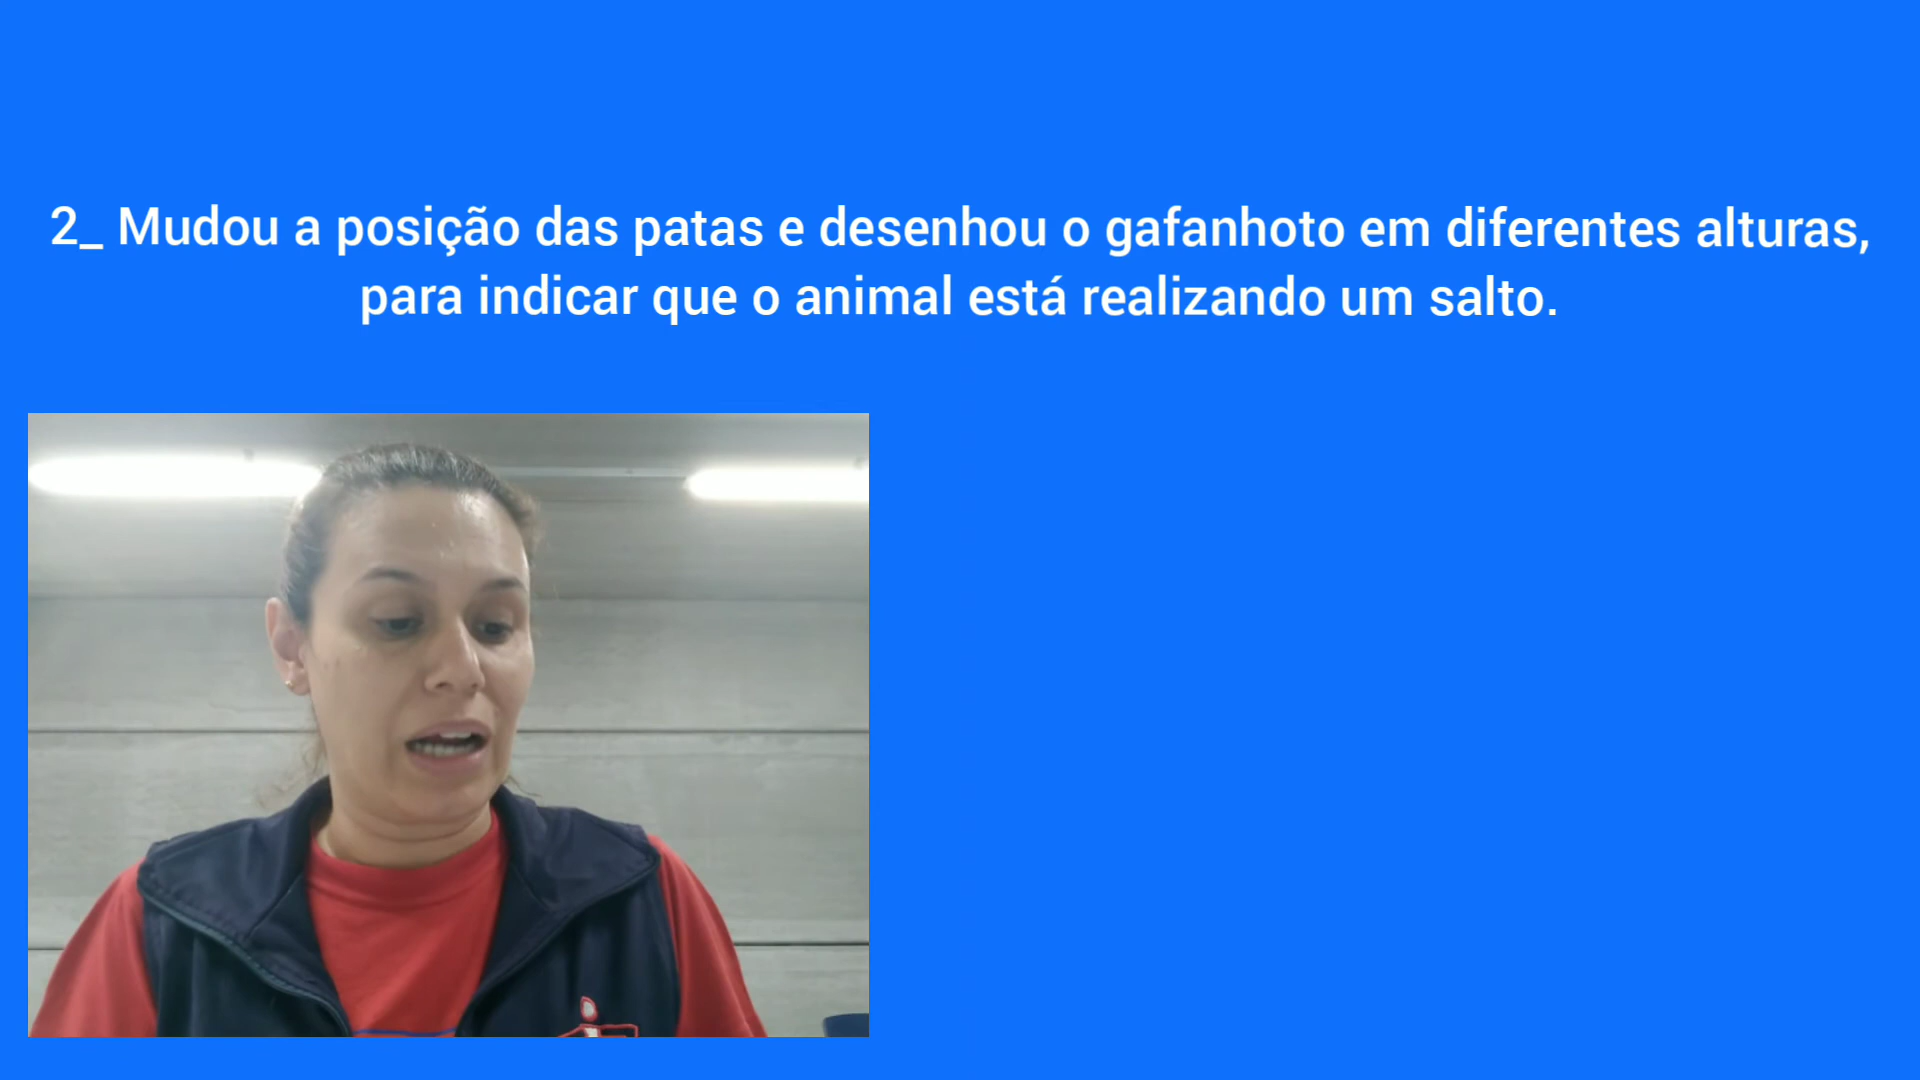 2_ Mudou a posição das patas e desenhou o gafanhoto em diferentes alturas,
para indicar que o animal está realizando um salto.